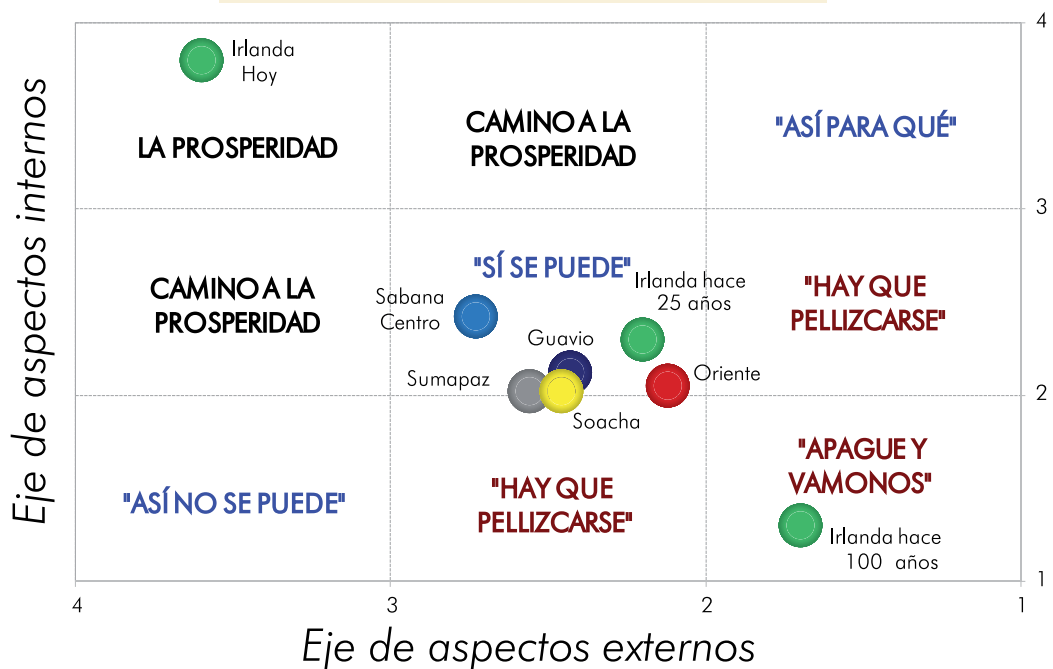 Eje de aspectos internos
4
Irlanda
Hoy
LA PROSPERIDAD
CAMINO A LA
PROSPERIDAD
"ASÍ PARA QUÉ"
3
CAMINO A LA
PROSPERIDAD
"SÍ SE PUEDE"
Sabana
Centro
Irlanda hace
25 años
"HAY QUE
PELLIZCARSE"
Guavio
Sumapaz
Oriente
Soacha
2
"ASÍ NO SE PUEDE"
"HAY QUE
PELLIZCARSE"
"APAGUE Y
VAMONOS"
Irlanda hace
100 años
1
4
3
2
1
Eje de aspectos externos